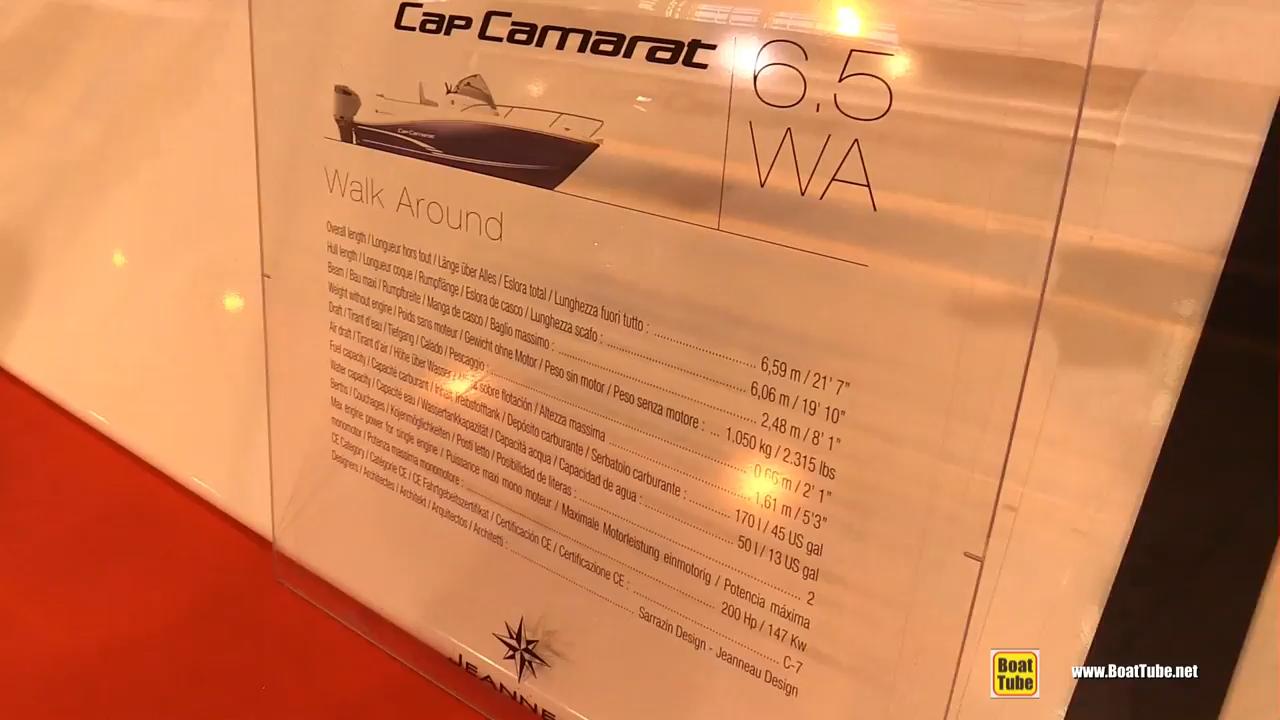 Cap Camarat
6.5
WA
Cap Camarat
Walk Around
Overall length / Longueur hors tout / Länge über Alles / Eslora total / Lunghezza fuori tutto : 6,59 m / 21' 7"
Hull length / Longueur coque / Rumpflänge / Eslora de casco / Lunghezza scafo : 6,06 m / 19' 10"
Beam / Bau maxi / Rumpfbreite / Manga de casco / Baglio massimo : 2,48 m / 8' 1"
Weight without engine / Poids sans moteur / Gewicht ohne Motor / Peso sin motor / Peso senza motore : ... 1.050 kg / 2.315 lbs
Draft / Tirant d'eau / Tiefgang / Calado / Pescaggio : 0,66 m / 2' 1"
Air draft / Tirant d'air / Höhe über Wasser / sobre flotación / Altezza massima 1,61 m / 5'3"
Fuel capacity / Capacité carburant / Inhalt Treibstofftank / Depósito carburante / Serbatoio carburante : 170 l / 45 US gal
Water capacity / Capacité eau / Wassertankkapazität / Capacità acqua / Capacidad de agua : 50 l / 13 US gal
Berths / Couchages / Kojenmöglichkeiten / Posti letto / Posibilidad de literas : 2
Max engine power for single engine / Puissance maxi mono moteur / Maximale Motorleistung einmotorig / Potencia máxima
monomotor / Potenza massima monomotore : 200 Hp / 147 Kw
CE Category / Catégorie CE / CE Fahrtgebeitszertifikat / Certificación CE / Certificazione CE : C-7
Designers / Architectes / Architekt / Arquitectos / Architetti : Sarrazin Design - Jeanneau Design
JEANNE
Boat
Tube
www.BoatTube.net